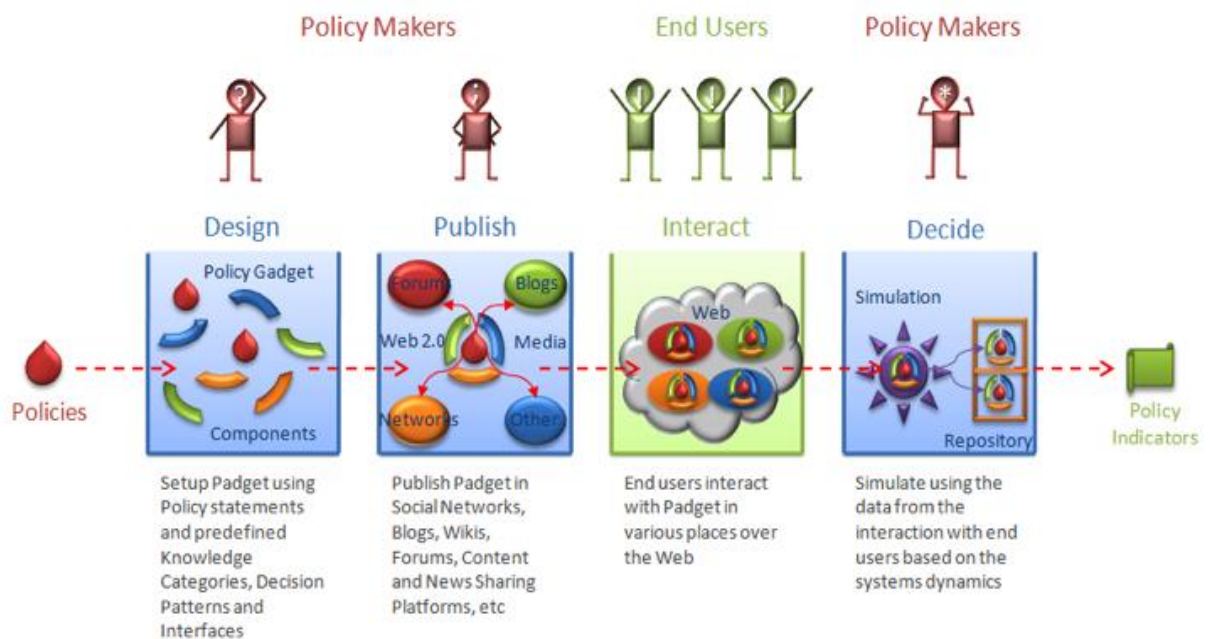 Policy Makers
End Users
Policy Makers
?
;
!
!
!
*
Design
Publish
Interact
Decide
Policy Gadget
Components
Forums
Blogs
Web 2.0
Media
Networks
Other
Web
Simulation
Repository
Policies
Policy
Indicators
Setup Padget using
Policy statements
and predefined
Knowledge
Categories, Decision
Patterns and
Interfaces
Publish Padget in
Social Networks,
Blogs, Wikis,
Forums, Content
and News Sharing
Platforms, etc
End users interact
with Padget in
various places over
the Web
Simulate using the
data from the
interaction with end
users based on the
systems dynamics